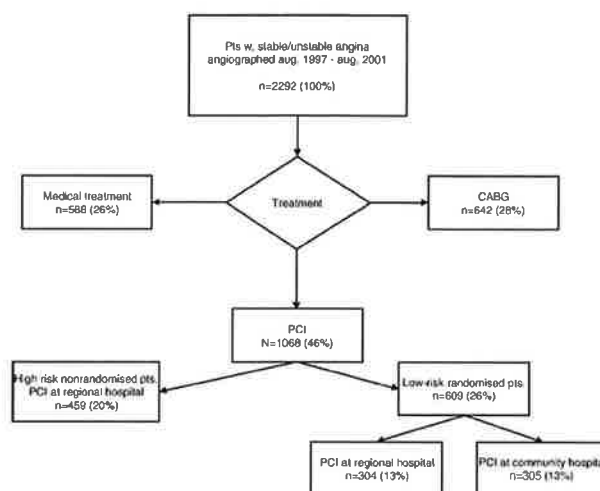 Pts w. stable/unstable angina
angiographed aug. 1997 - aug. 2001
n=2292 (100%)
Medical treatment
n=588 (26%)
Treatment
CABG
n=642 (28%)
PCI
N=1068 (46%)
High risk nonrandomised pts.
PCI at regional hospital
n=459 (20%)
Low-risk randomised pts.
n=609 (26%)
PCI at regional hospital
n=304 (13%)
PCI at community hospita
n=305 (13%)